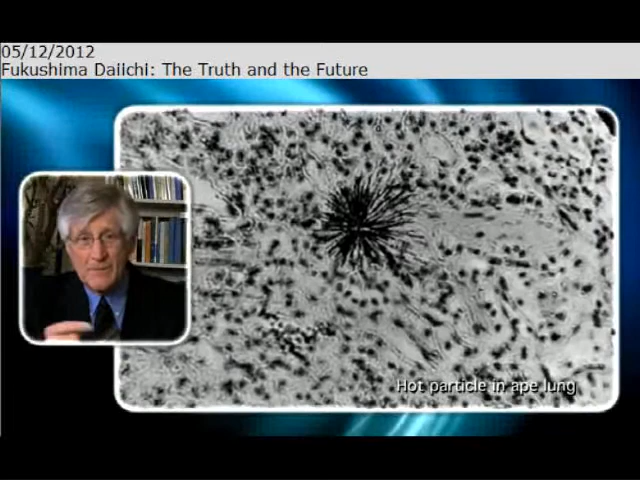 05/12/2012
Fukushima Daiichi: The Truth and the Future
Hot particle in ape lung